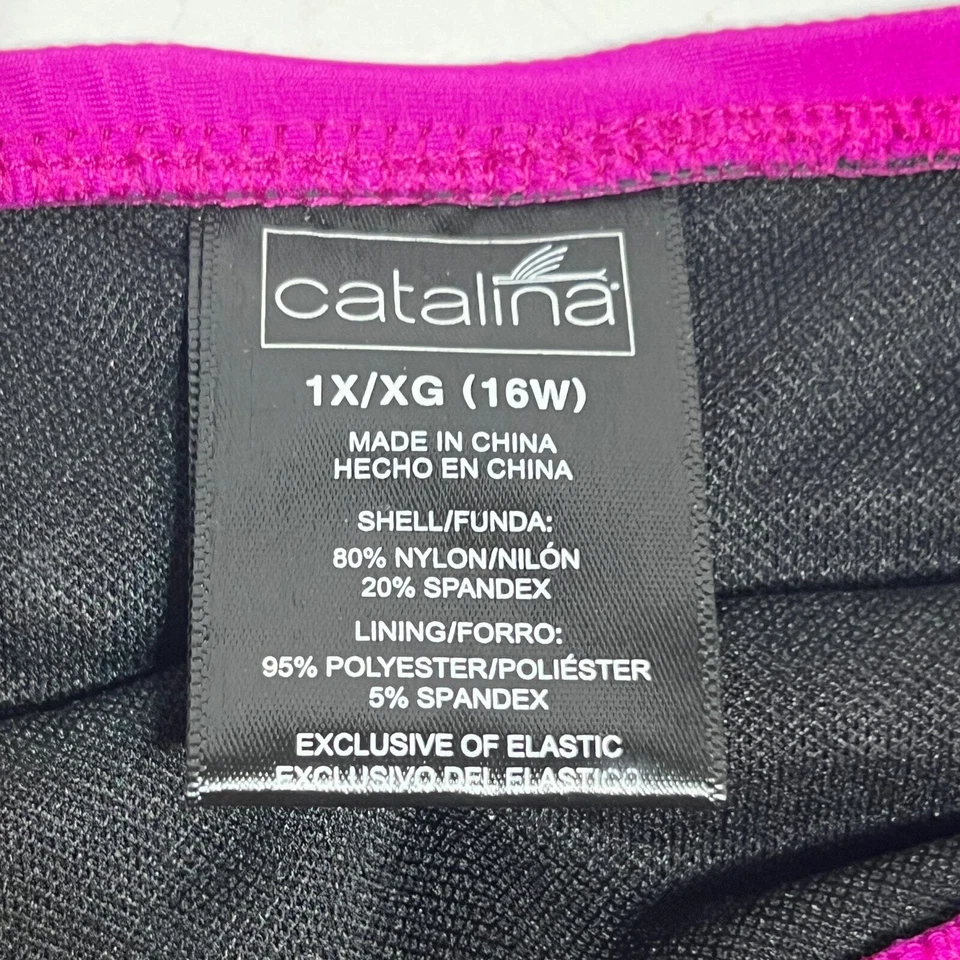 catalina
1X/XG (16W)
MADE IN CHINA
HECHO EN CHINA
SHELL/FUNDA:
80% NYLON/NILÓN
20% SPANDEX
LINING/FORRO:
95% POLYESTER/POLIÉSTER
5% SPANDEX
EXCLUSIVE OF ELASTIC
EXCLUSIVO DEL ELASTICO